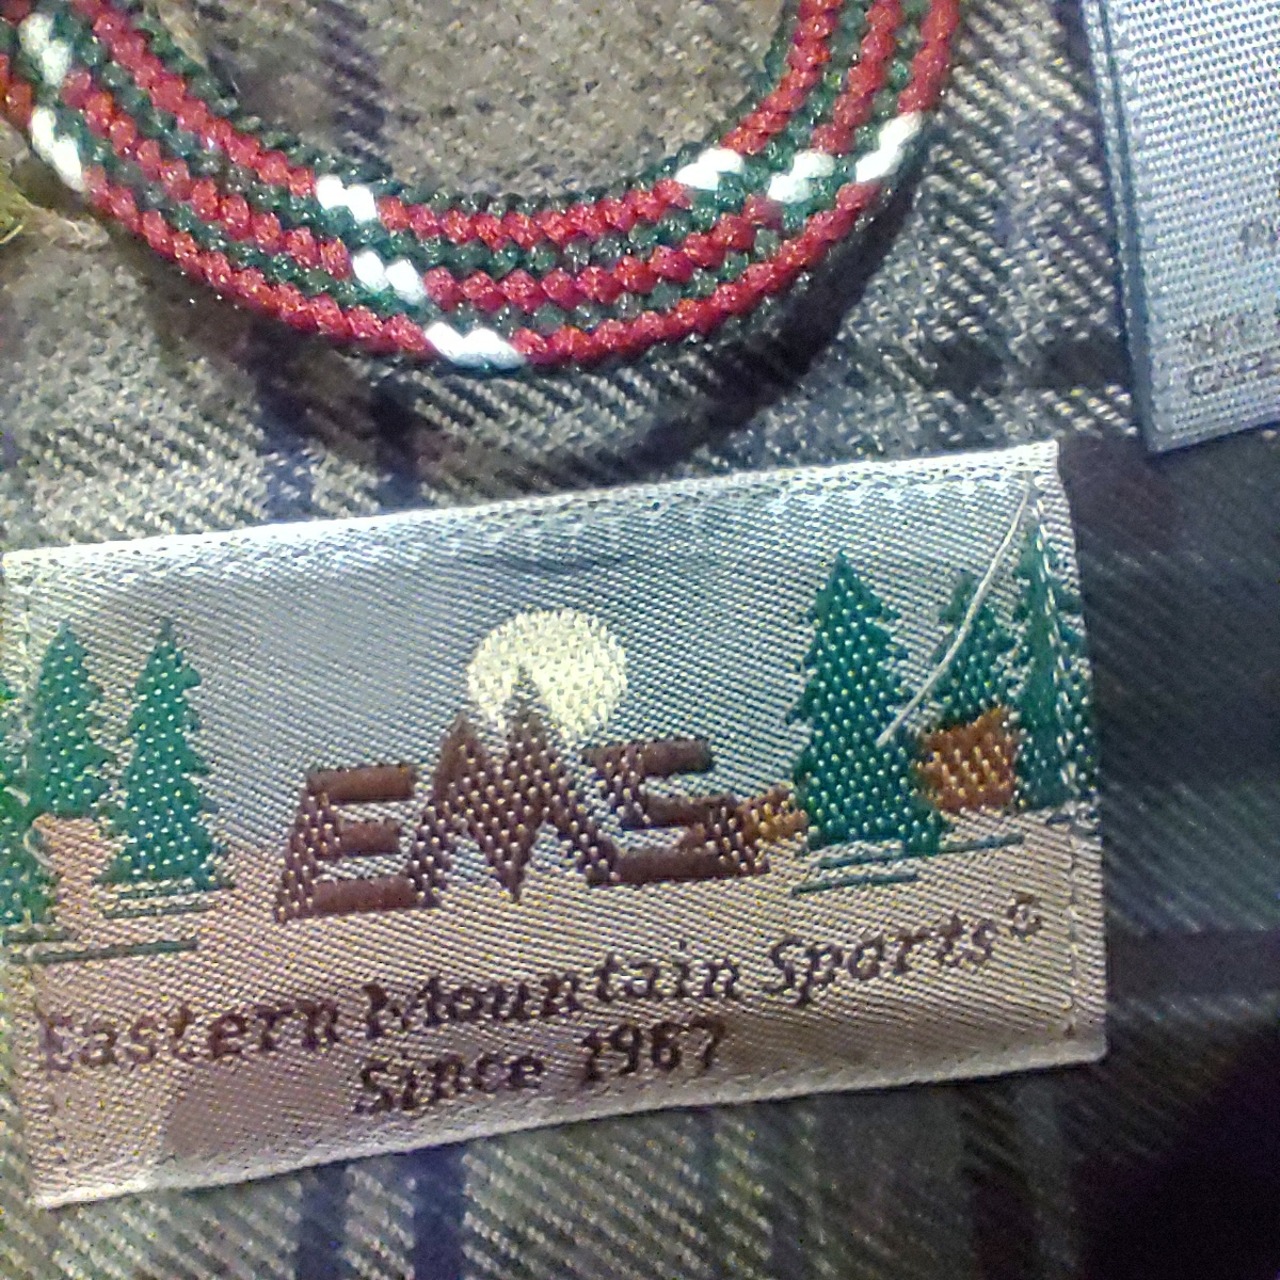 EMS
Eastern Mountain Sports®
Since 1967